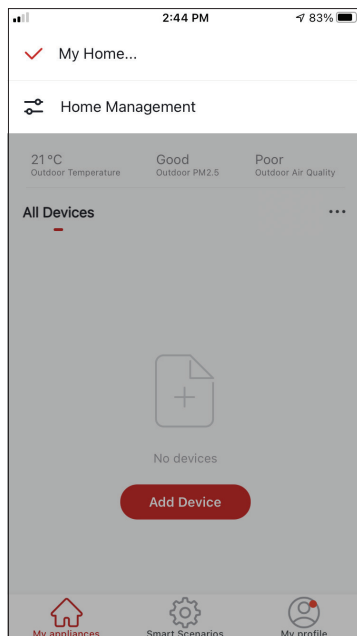 2:44 PM 83%
My Home...
Home Management
21°C Good Poor
Outdoor Temperature Outdoor PM2.5 Outdoor Air Quality
All Devices
No devices
Add Device
My appliances Smart Scenarios My profile